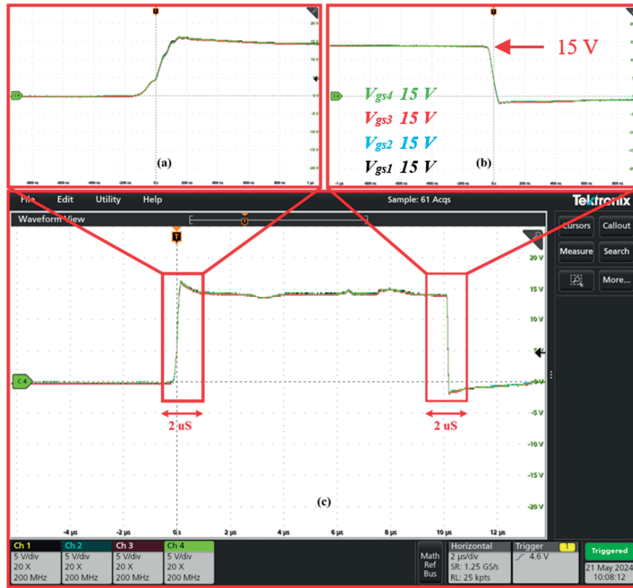 15 V
Vgs4 15 V
Vgs3 15 V
Vgs2 15 V
Vgs1 15 V
(a)
(b)
File Edit Utility Help
Sample: 61 Acqs
Tektronix
Waveform View
Cursors Callout
Measure Search
More...
T
20 V
15 V
10 V
5 V
C 4
-5 V
-10 V
-15 V
-20 V
2 uS
2 uS
(c)
-4 µs -2 µs 0 s 2 µs 4 µs 6 µs 8 µs 10 µs 12 µs
Ch 1 Ch 2 Ch 3 Ch 4
5 V/div 5 V/div 5 V/div 5 V/div
20 X 20 X 20 X 20 X
200 MHz 200 MHz 200 MHz 200 MHz
Math
Ref
Bus
Horizontal
2 µs/div
SR: 1.25 GS/s
RL: 25 kpts
Trigger 1
4.6 V
Triggered
21 May 2024
10:08:12